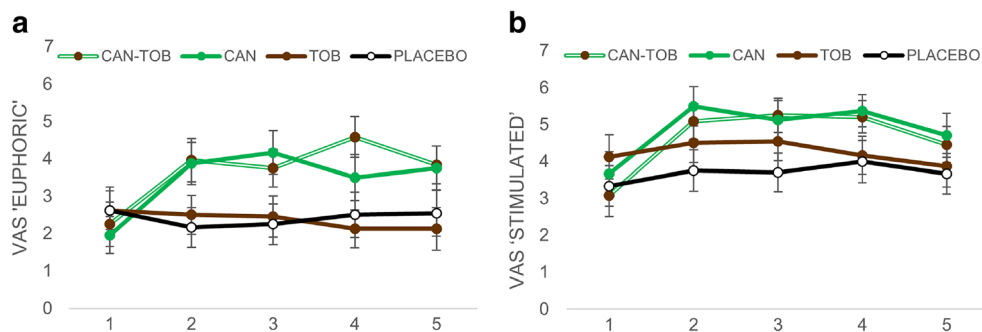 a
7
CAN-TOB CAN TOB PLACEBO
6
5
4
3
2
1
0
VAS 'EUPHORIC'
1 2 3 4 5
b
7
CAN-TOB CAN TOB PLACEBO
6
5
4
3
2
1
0
VAS ‘STIMULATED’
1 2 3 4 5